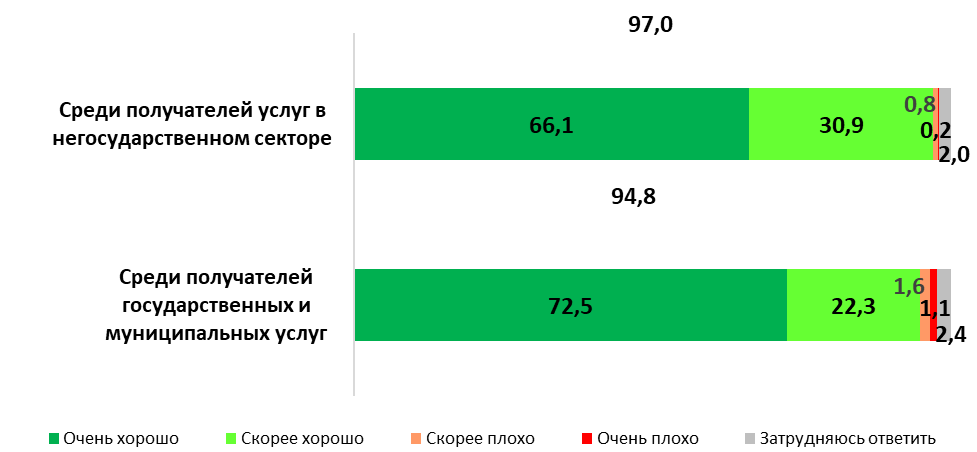 97,0
Среди получателей услуг в
негосударственном секторе
66,1
30,9
0,8
0,2
2,0
94,8
Среди получателей
государственных и
муниципальных услуг
72,5
22,3
1,6
1,1
2,4
Очень хорошо
Скорее хорошо
Скорее плохо
Очень плохо
Затрудняюсь ответить